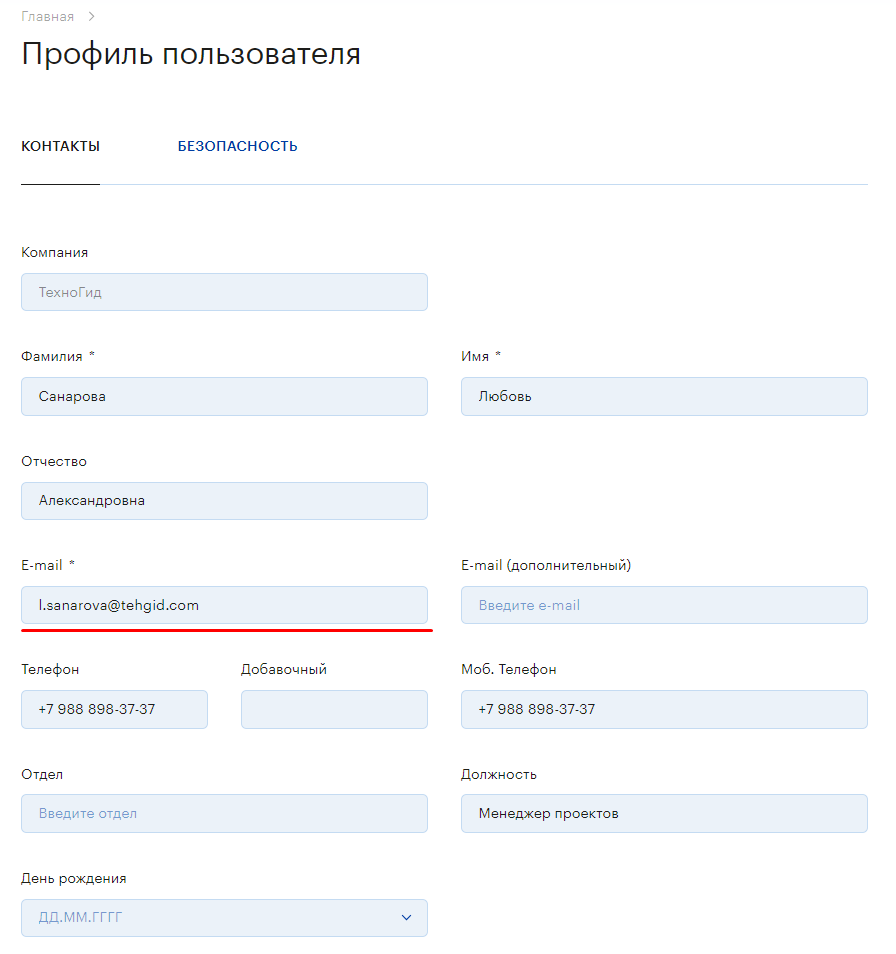 Главная
Профиль пользователя
КОНТАКТЫ БЕЗОПАСНОСТЬ
Компания
ТехноГид
Фамилия * Имя *
Санарова Любовь
Отчество
Александровна
E-mail * E-mail (дополнительный)
l.sanarova@tehgid.com Введите e-mail
Телефон Добавочный Моб. Телефон
+7 988 898-37-37 +7 988 898-37-37
Отдел Должность
Введите отдел Менеджер проектов
День рождения
ДД.ММ.ГГГГ